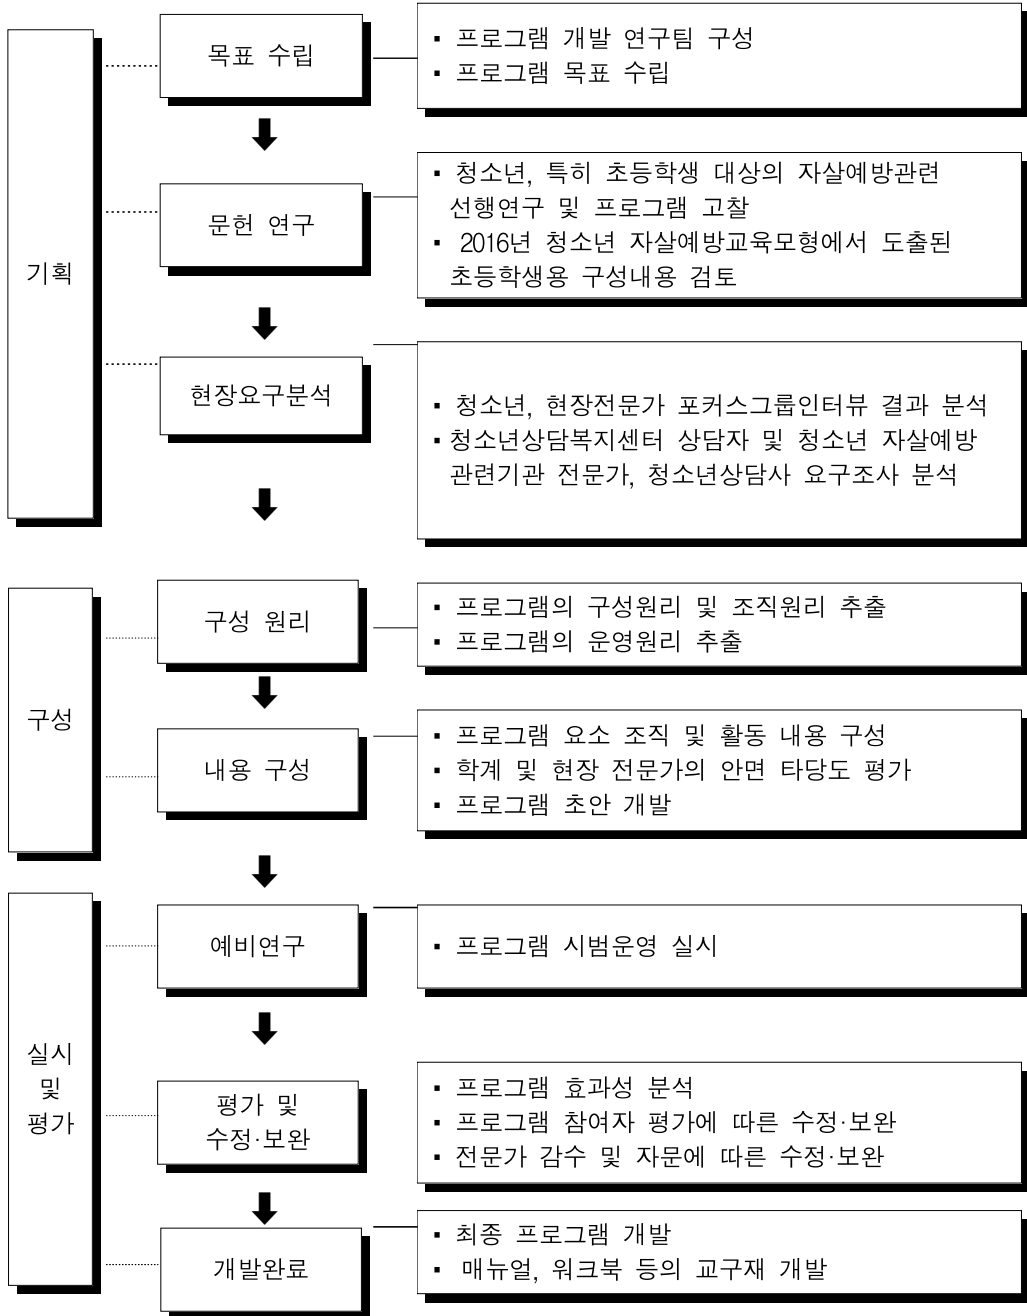 기획
목표 수립
▪ 프로그램 개발 연구팀 구성
▪ 프로그램 목표 수립
문헌 연구
▪ 청소년, 특히 초등학생 대상의 자살예방관련
선행연구 및 프로그램 고찰
▪ 2016년 청소년 자살예방교육모형에서 도출된
초등학생용 구성내용 검토
현장요구분석
▪ 청소년, 현장전문가 포커스그룹인터뷰 결과 분석
▪ 청소년상담복지센터 상담자 및 청소년 자살예방
관련기관 전문가, 청소년상담사 요구조사 분석
구성
구성 원리
▪ 프로그램의 구성원리 및 조직원리 추출
▪ 프로그램의 운영원리 추출
내용 구성
▪ 프로그램 요소 조직 및 활동 내용 구성
▪ 학계 및 현장 전문가의 안면 타당도 평가
▪ 프로그램 초안 개발
실시
및
평가
예비연구
▪ 프로그램 시범운영 실시
평가 및
수정·보완
▪ 프로그램 효과성 분석
▪ 프로그램 참여자 평가에 따른 수정·보완
▪ 전문가 감수 및 자문에 따른 수정·보완
개발완료
▪ 최종 프로그램 개발
▪ 매뉴얼, 워크북 등의 교구재 개발